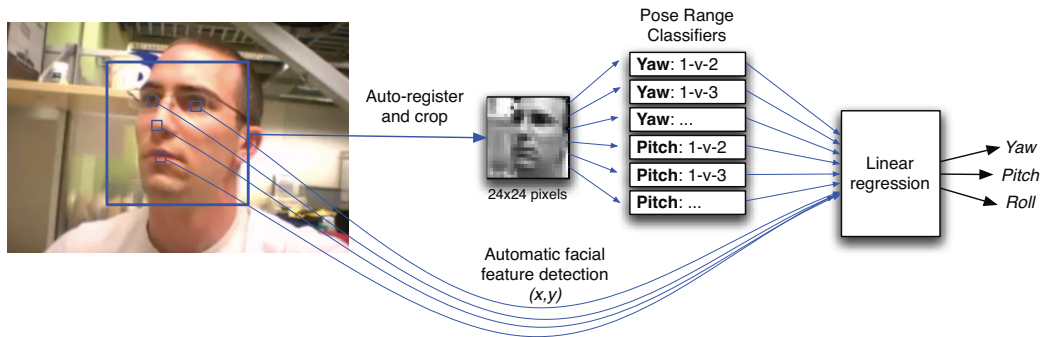 Pose Range
Classifiers
Auto-register
and crop
24x24 pixels
Yaw: 1-v-2
Yaw: 1-v-3
Yaw: ...
Pitch: 1-v-2
Pitch: 1-v-3
Pitch: ...
Linear
regression
Yaw
Pitch
Roll
Automatic facial
feature detection
(x,y)